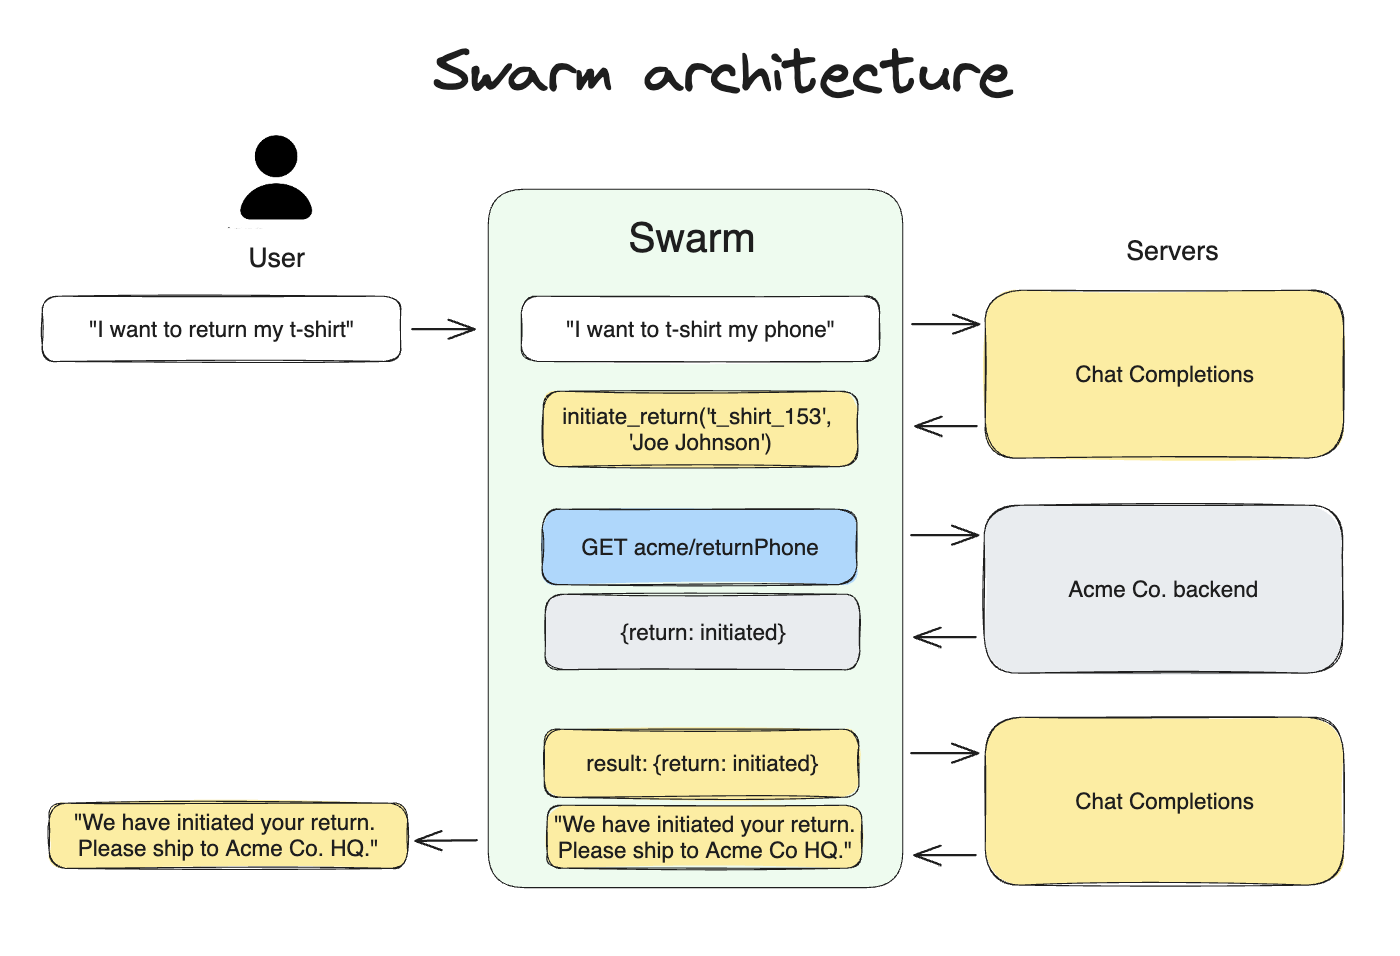 Swarm architecture
User
Swarm
Servers
"I want to return my t-shirt"
"I want to t-shirt my phone"
Chat Completions
initiate_return('t_shirt_153',
'Joe Johnson')
GET acme/returnPhone
Acme Co. backend
{return: initiated}
result: {return: initiated}
Chat Completions
"We have initiated your return.
Please ship to Acme Co. HQ."
"We have initiated your return.
Please ship to Acme Co HQ."